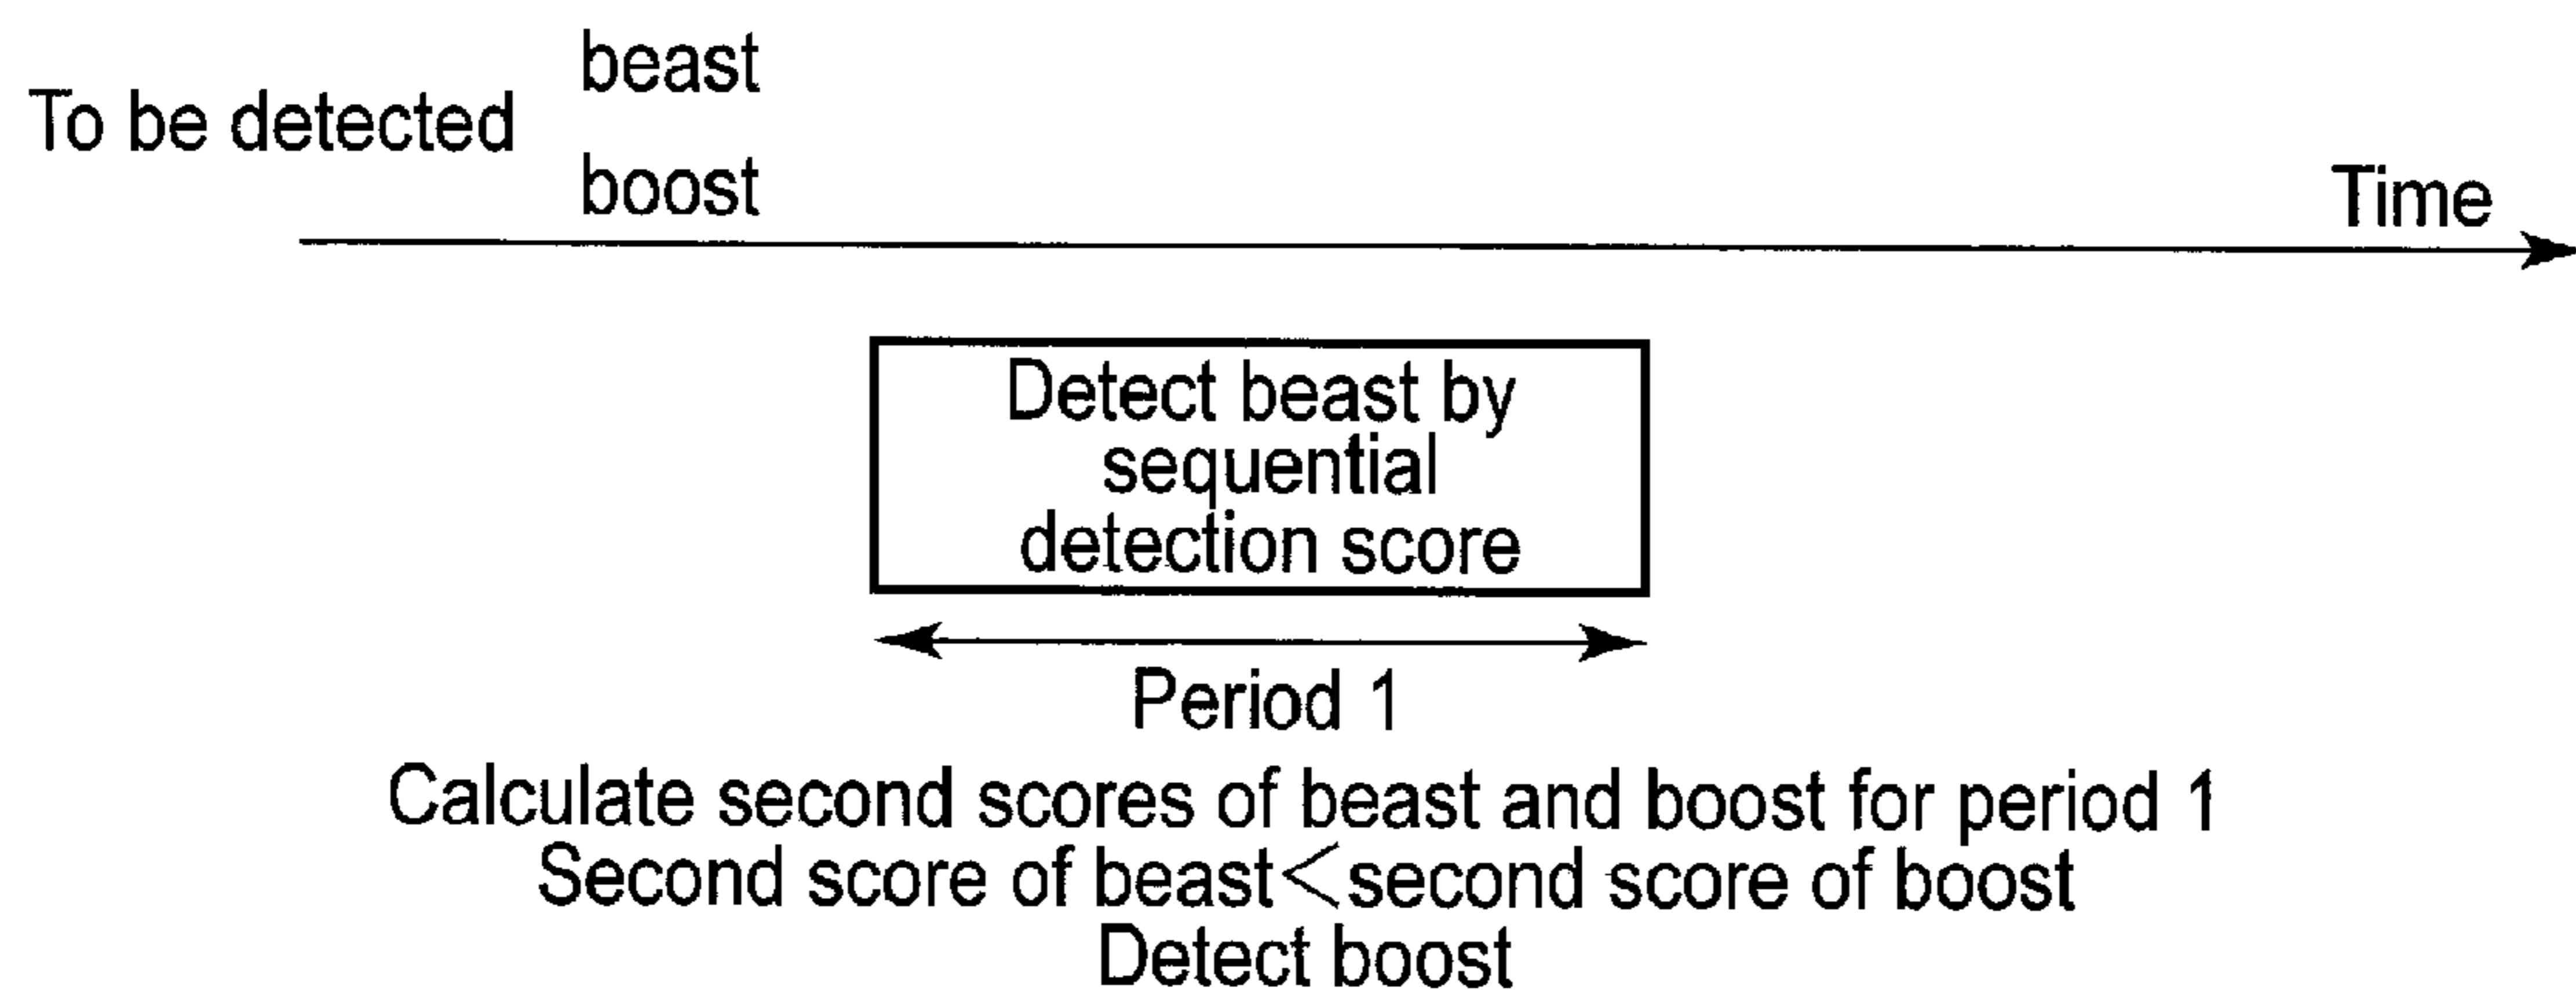 beast
To be detected
boost
Time
Detect beast by
sequential
detection score
Period 1
Calculate second scores of beast and boost for period 1
Second score of beast<second score of boost
Detect boost